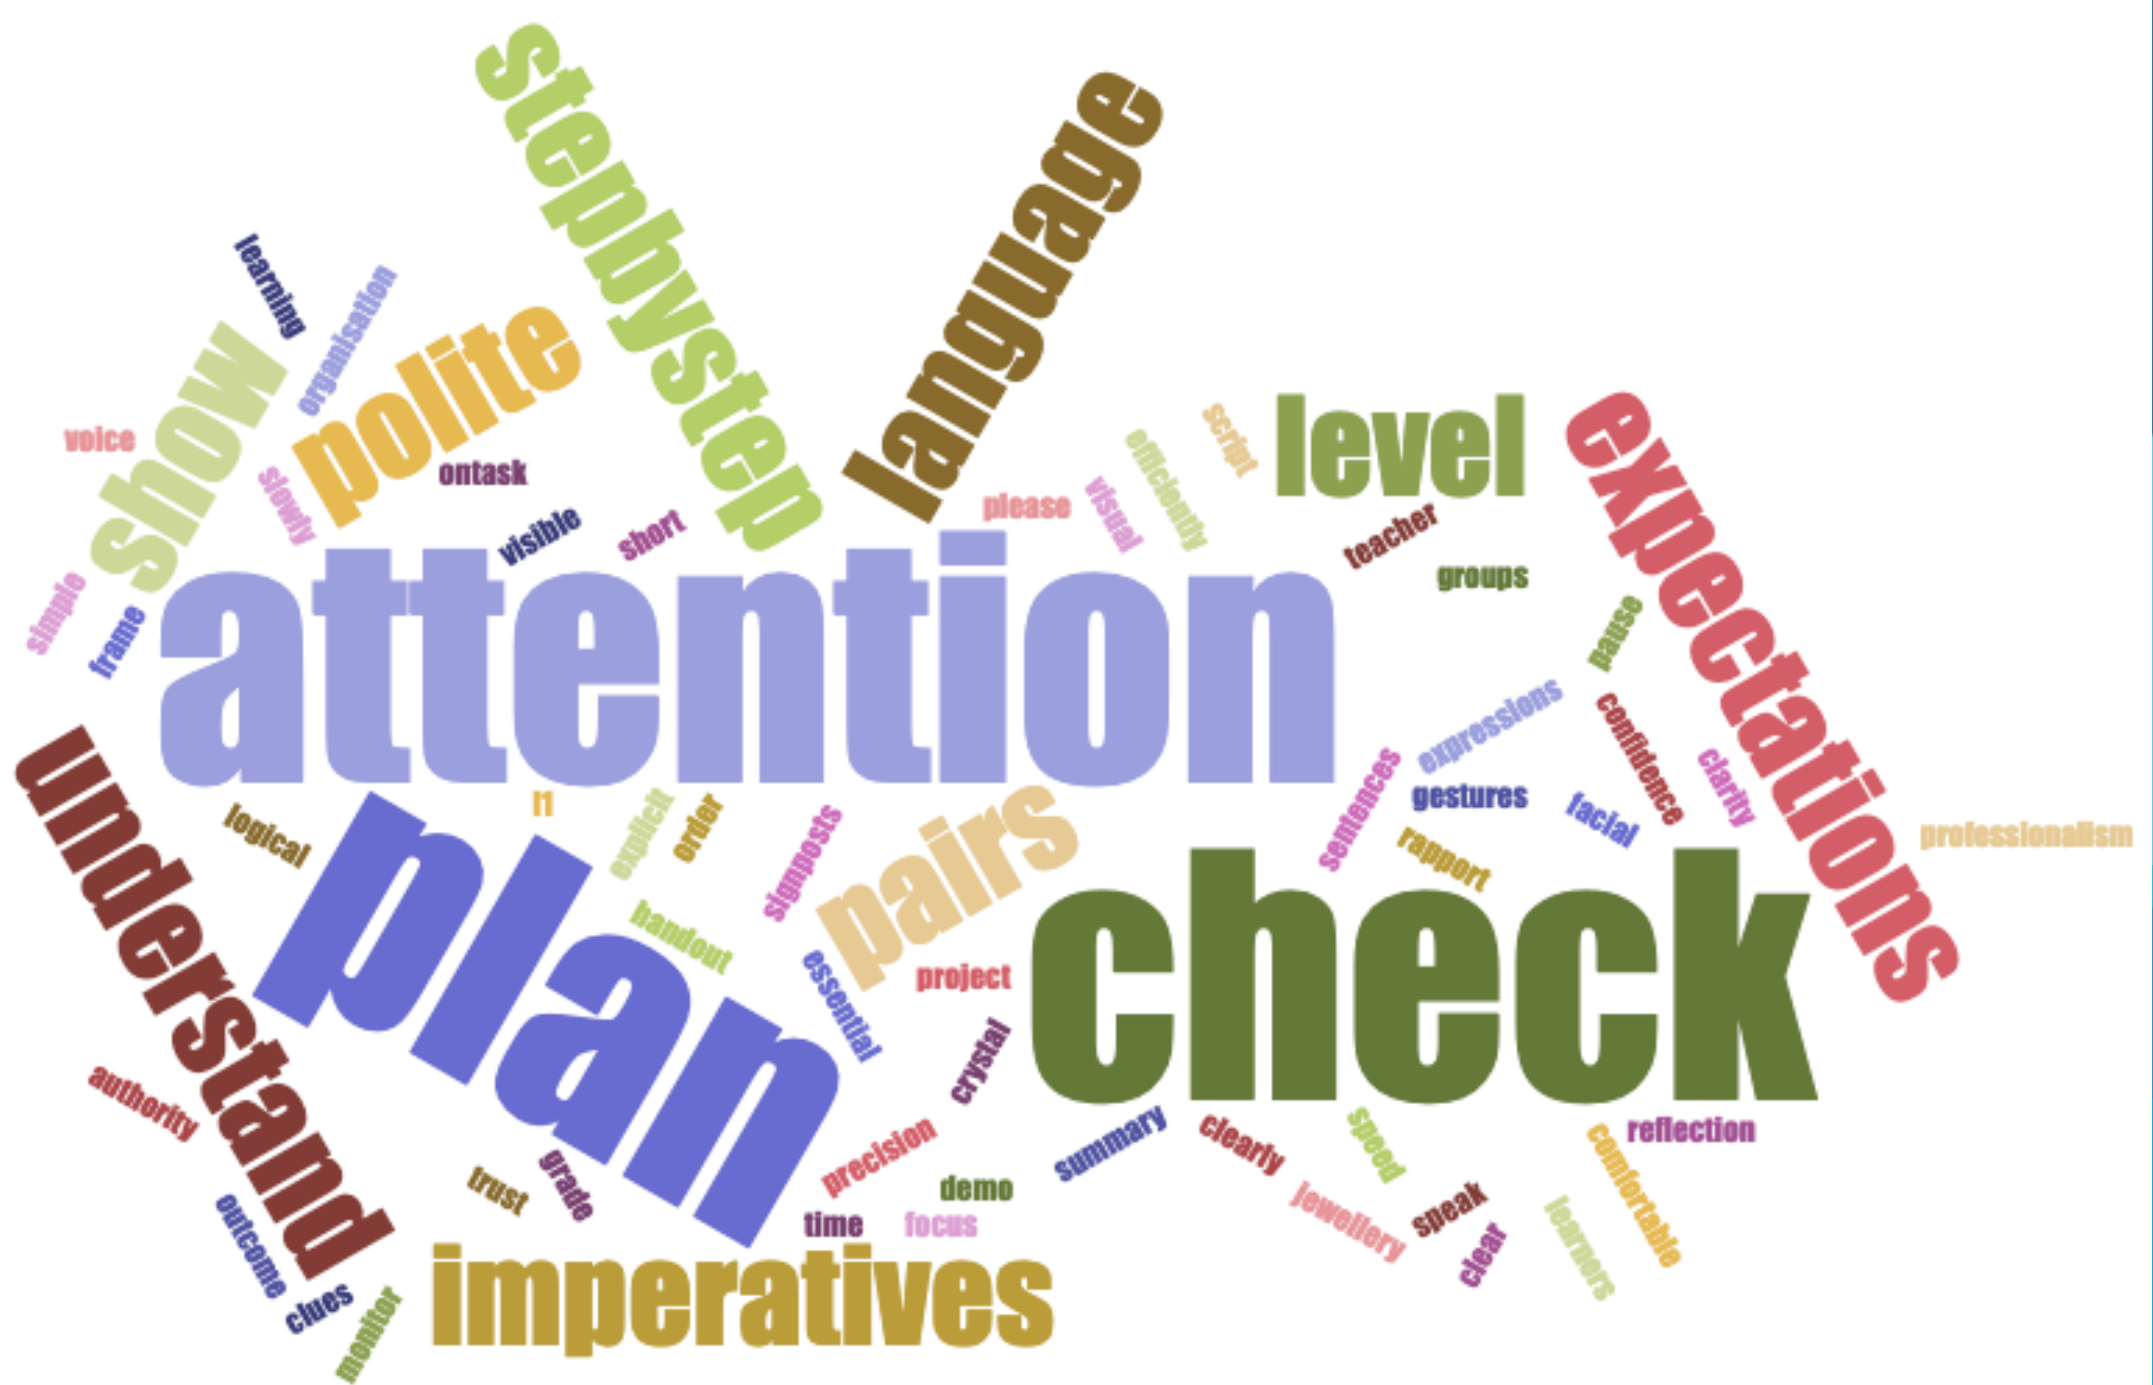 stepbystep
language
learning
organisation
show
polite
voice
slowly
ontask
visible
short
please
visual
efficiently
script
level
teacher
groups
expectations
simple
frame
attention
pause
expressions
confidence
clarity
gestures
facial
sentences
rapport
professionalism
understand
logical
plan
l1
explicit
order
signposts
pairs
handout
essential
project
crystal
check
authority
outcome
clues
monitor
trust
grade
precision
demo
time
focus
summary
clearly
speed
reflection
comfortable
jewellery
speak
clear
learners
imperatives